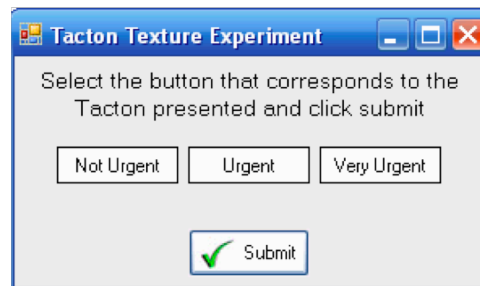 Tacton Texture Experiment
Select the button that corresponds to the
Tacton presented and click submit
Not Urgent Urgent Very Urgent
Submit